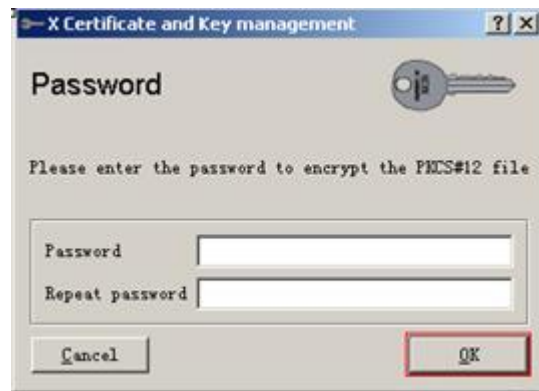 X Certificate and Key management
Password
Please enter the password to encrypt the PKCS#12 file
Password
Repeat password
Cancel
OK